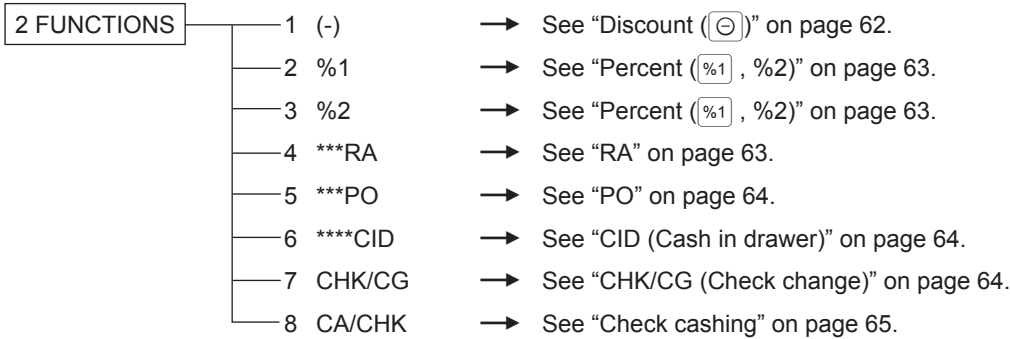 2 FUNCTIONS
1 (-) See “Discount (⊖)” on page 62.
2 %1 See “Percent (%1 , %2)” on page 63.
3 %2 See “Percent (%1 , %2)” on page 63.
4 ***RA See “RA” on page 63.
5 ***PO See “PO” on page 64.
6 ****CID See “CID (Cash in drawer)” on page 64.
7 CHK/CG See “CHK/CG (Check change)” on page 64.
8 CA/CHK See “Check cashing” on page 65.